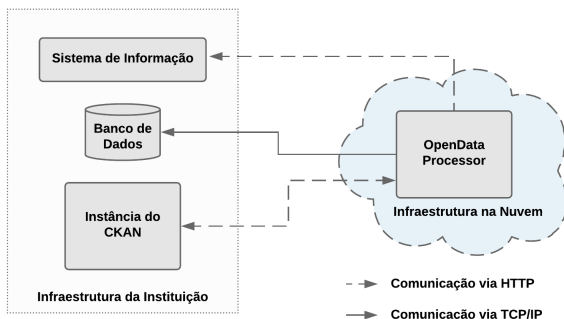 Sistema de Informação
Banco de
Dados
Instância do
CKAN
Infraestrutura da Instituição
OpenData
Processor
Infraestrutura na Nuvem
Comunicação via HTTP
Comunicação via TCP/IP